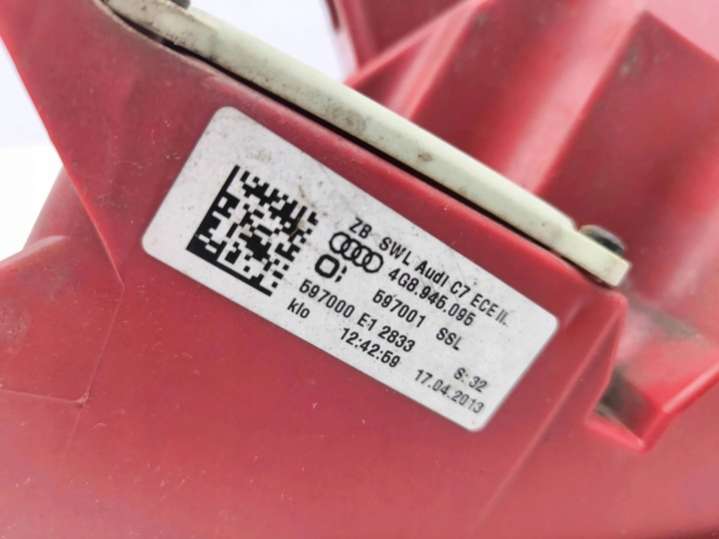 ZB SWL Audi C7 ECE II.
4G8.945.095
597001 SSL
597000 E1 2833 S: 32
klo 12:42:59 17.04.2013